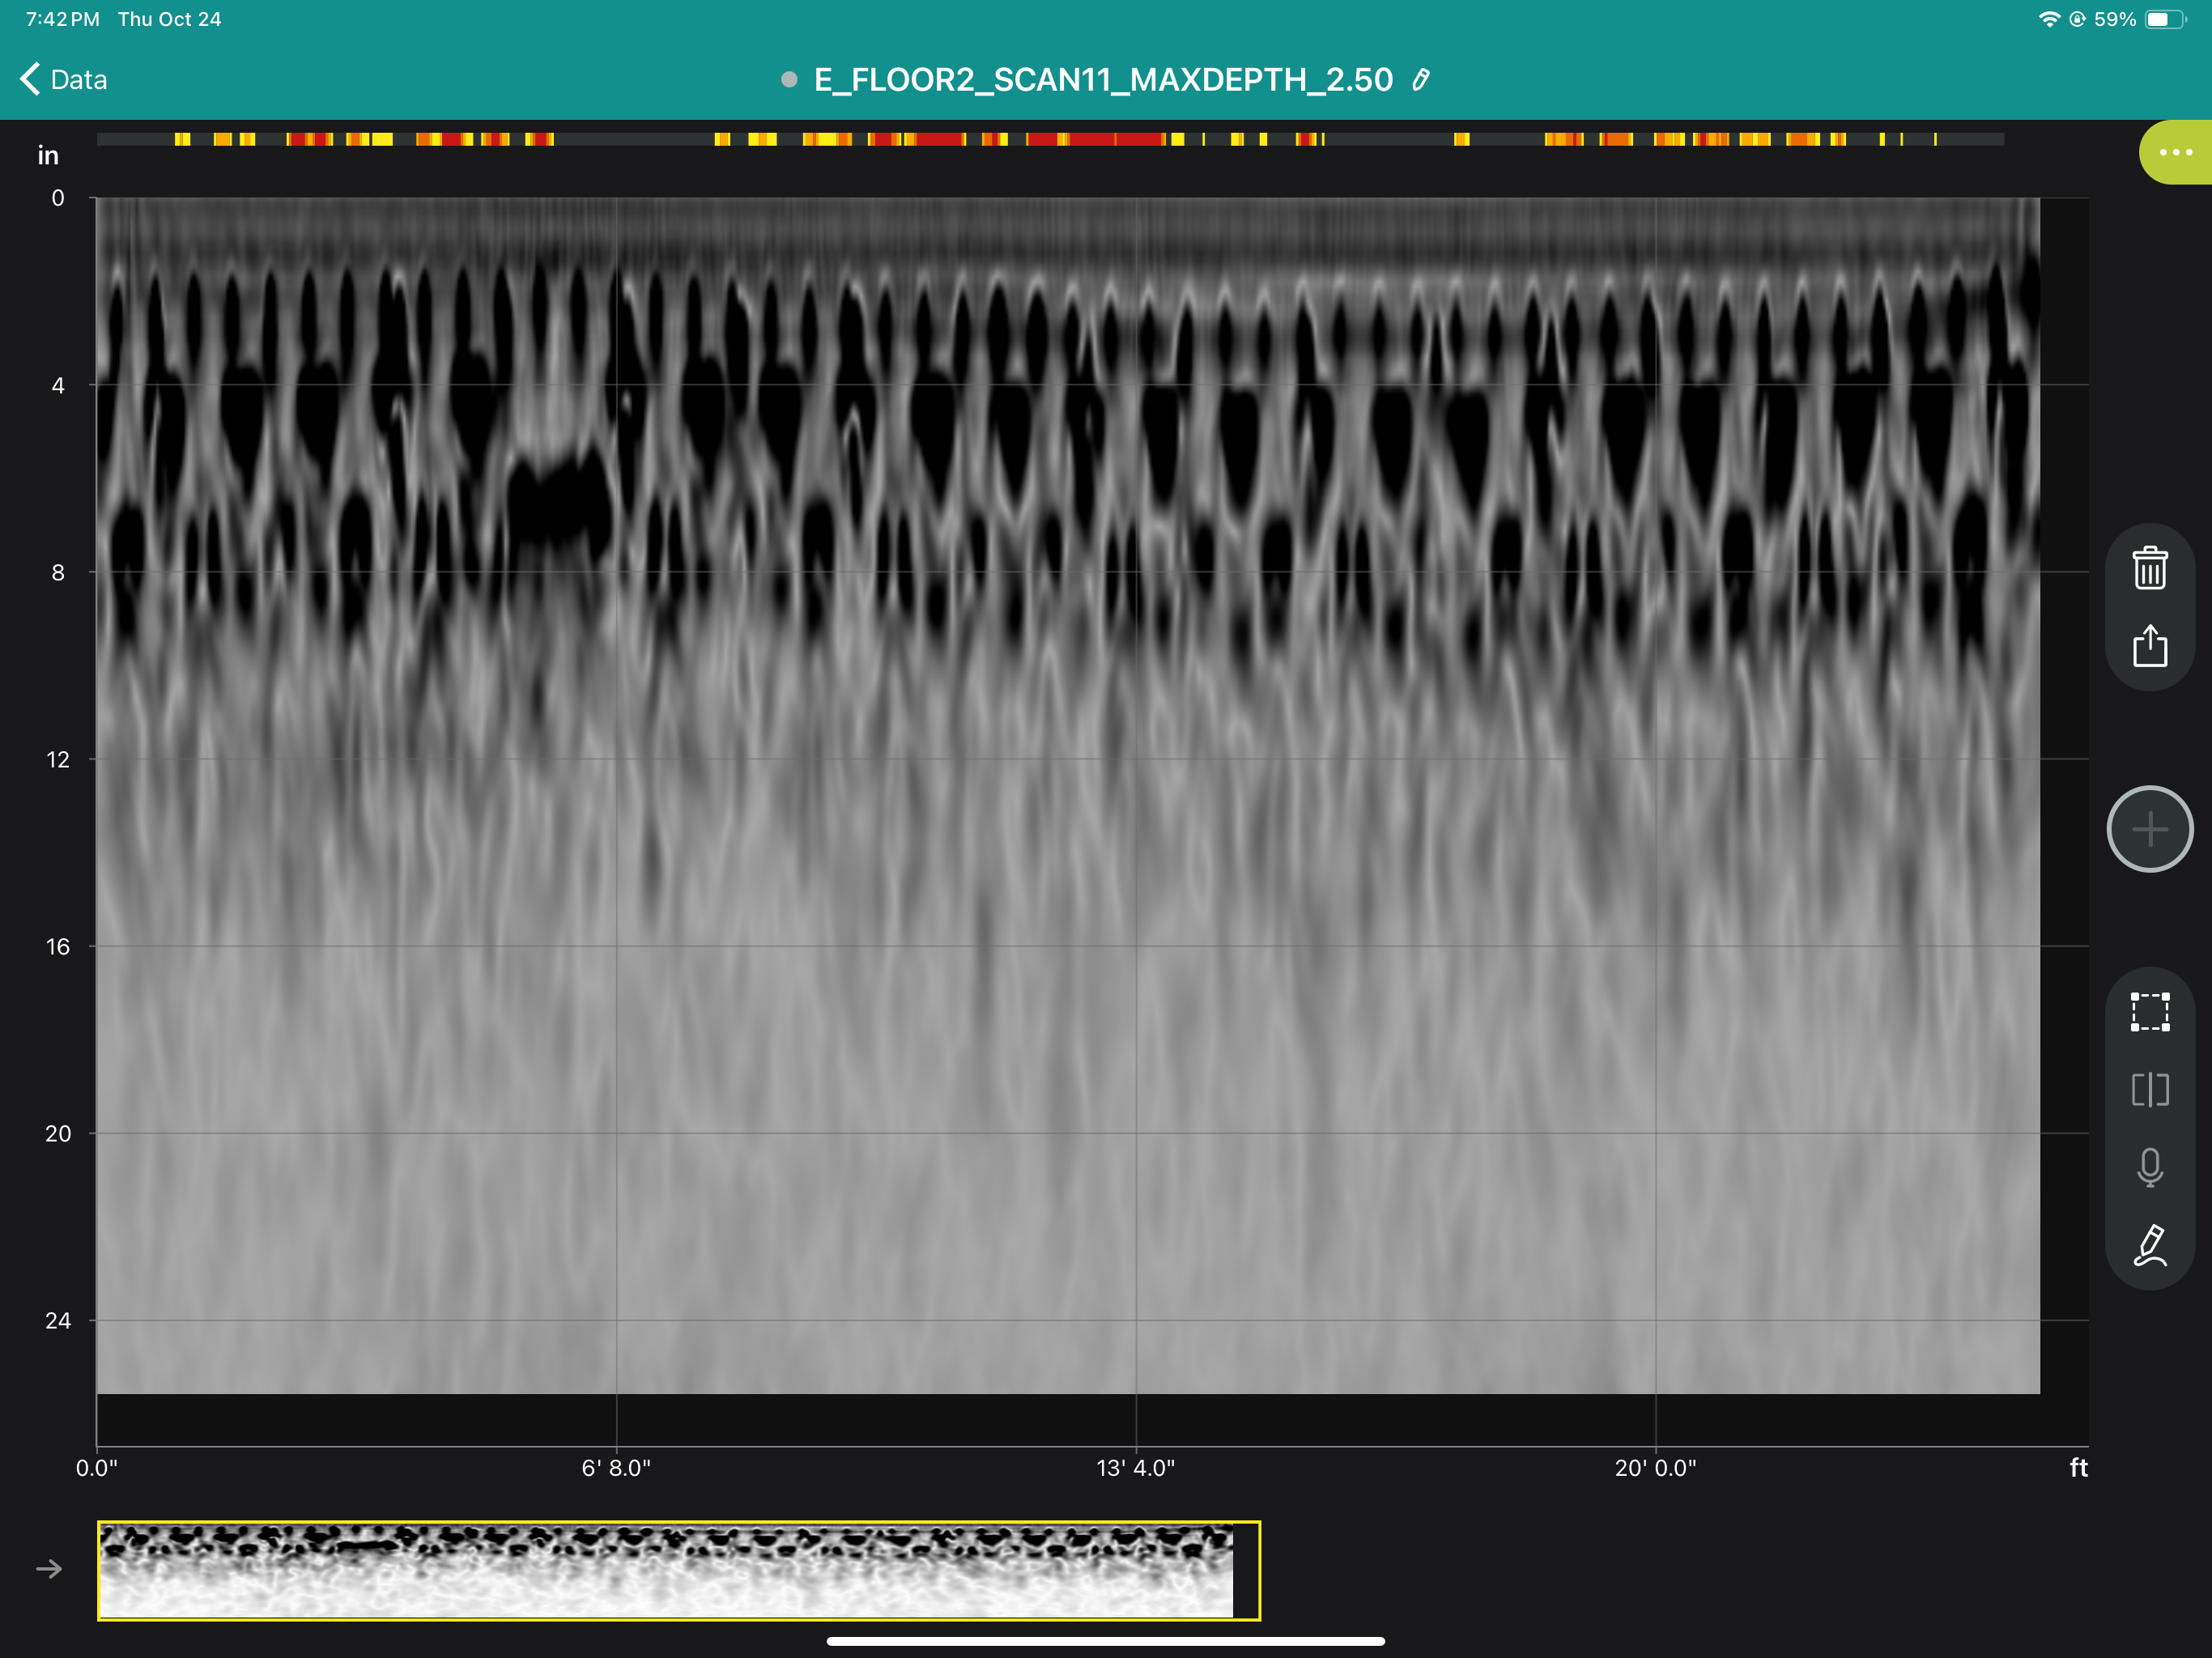 7:42 PM Thu Oct 24
59%
Data
E_FLOOR2_SCAN11_MAXDEPTH_2.50
in
0
4
8
12
16
20
24
0.0"
6' 8.0"
13' 4.0"
20' 0.0"
ft